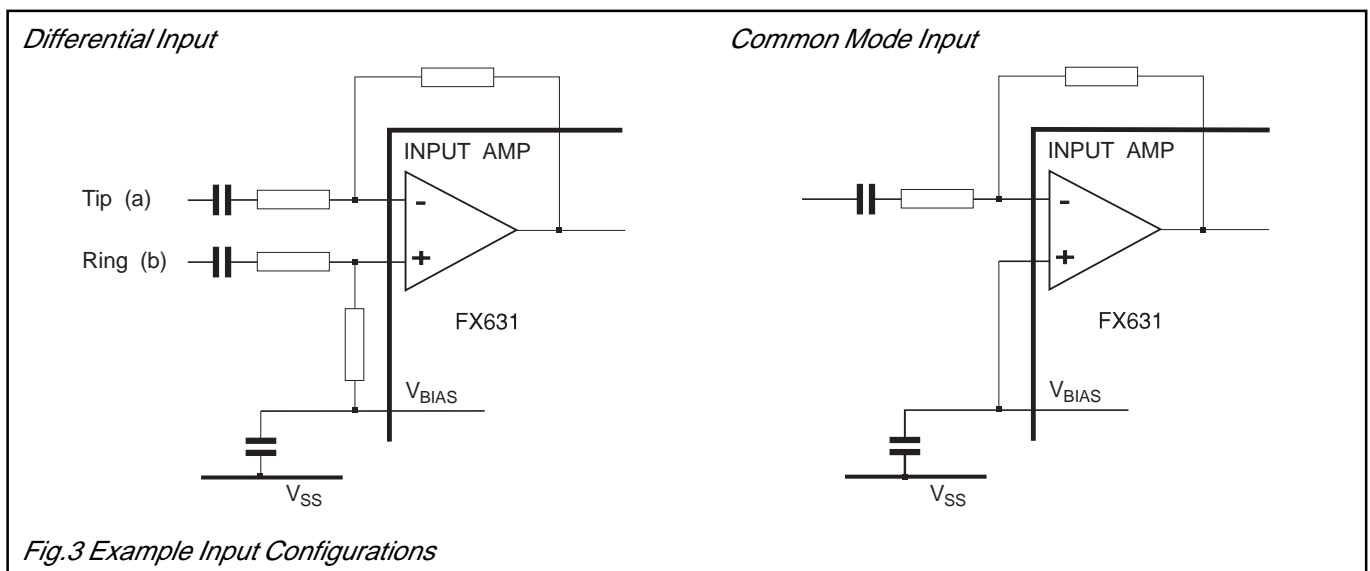 Differential Input
INPUT AMP
Tip (a)
-
Ring (b)
+
FX631
VBIAS
VSS
Common Mode Input
INPUT AMP
-
+
FX631
VBIAS
VSS
Fig.3 Example Input Configurations